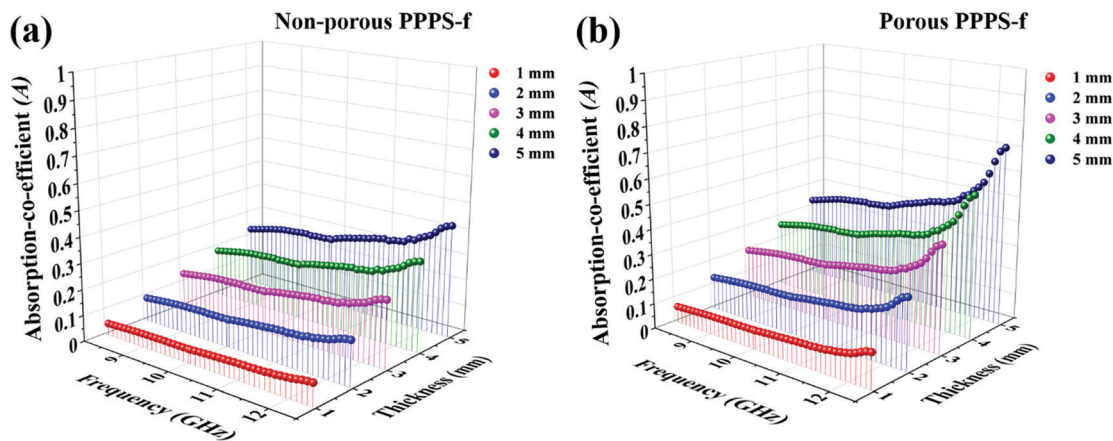 (a)
Non-porous PPPS-f
Absorption-co-efficient (A)
1
0.9
0.8
0.7
0.6
0.5
0.4
0.3
0.2
0.1
0
9
10
11
12
Frequency (GHz)
1
2
3
4
5
Thickness (mm)
1 mm
2 mm
3 mm
4 mm
5 mm
(b)
Porous PPPS-f
Absorption-co-efficient (A)
1
0.9
0.8
0.7
0.6
0.5
0.4
0.3
0.2
0.1
0
9
10
11
12
Frequency (GHz)
1
2
3
4
5
Thickness (mm)
1 mm
2 mm
3 mm
4 mm
5 mm